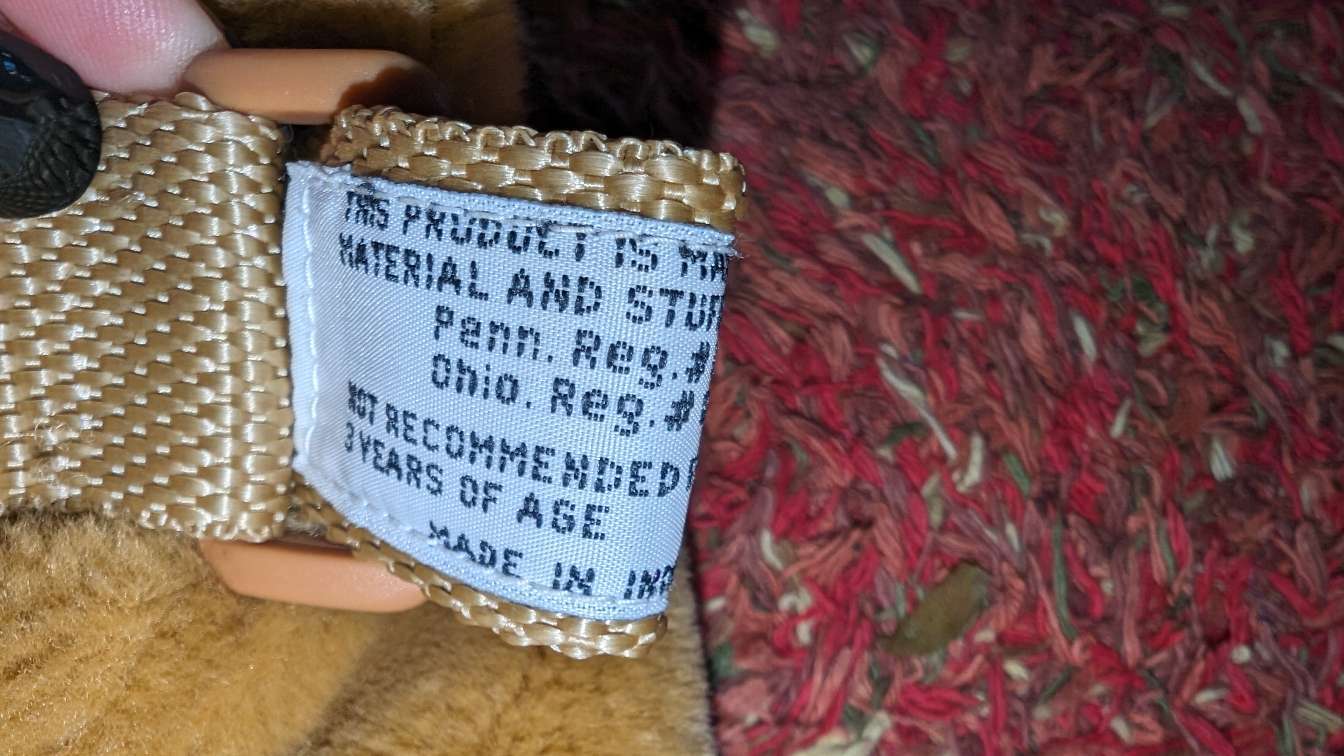 THIS PRODUCT IS MA
MATERIAL AND STUF
Penn. Reg.#
Ohio. Reg.#
NOT RECOMMENDED F
3 YEARS OF AGE
MADE IN IN